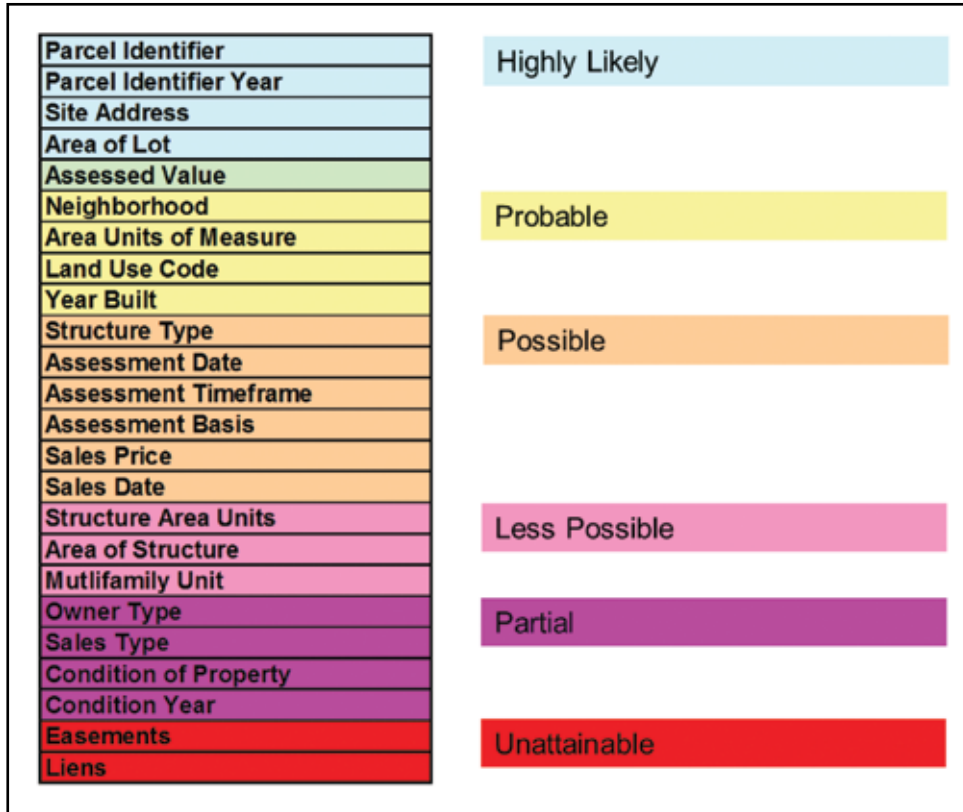 Parcel Identifier
Parcel Identifier Year
Site Address
Area of Lot
Assessed Value
Neighborhood
Area Units of Measure
Land Use Code
Year Built
Structure Type
Assessment Date
Assessment Timeframe
Assessment Basis
Sales Price
Sales Date
Structure Area Units
Area of Structure
Mutlifamily Unit
Owner Type
Sales Type
Condition of Property
Condition Year
Easements
Liens
Highly Likely
Probable
Possible
Less Possible
Partial
Unattainable